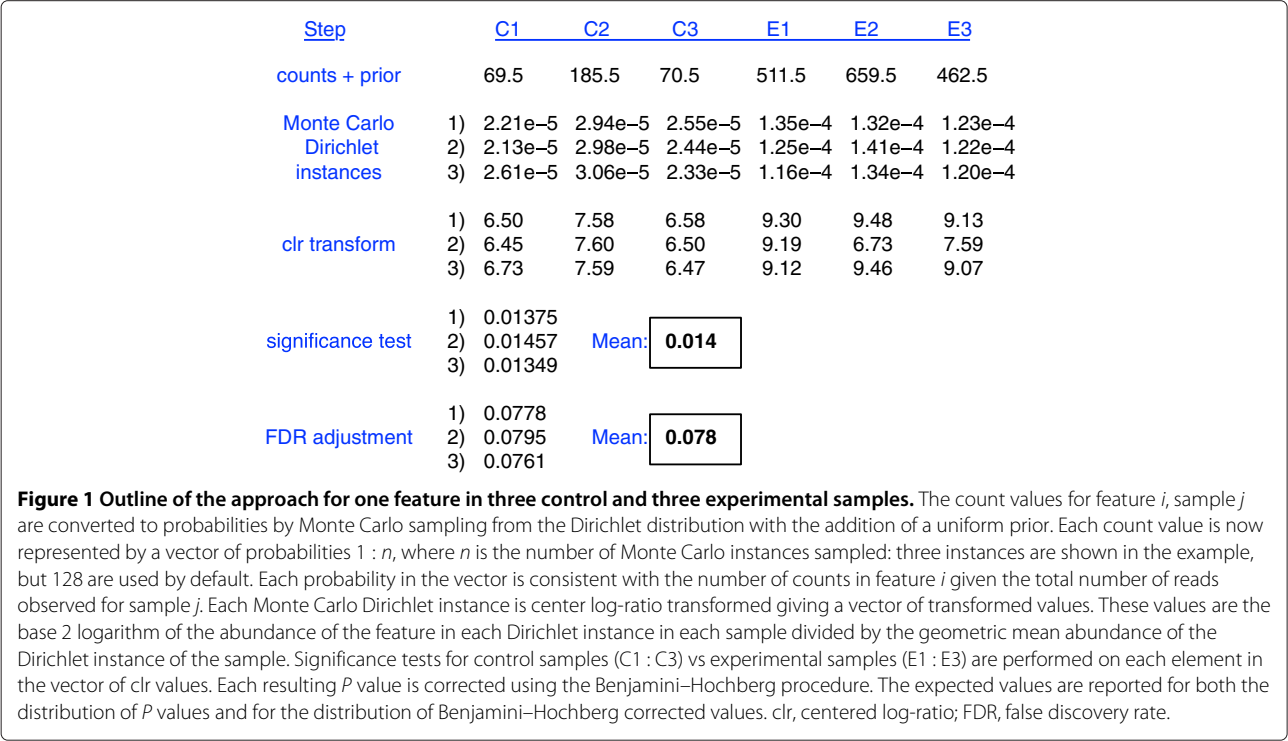 Step C1 C2 C3 E1 E2 E3
counts + prior 69.5 185.5 70.5 511.5 659.5 462.5
Monte Carlo 1) 2.21e–5 2.94e–5 2.55e–5 1.35e–4 1.32e–4 1.23e–4
Dirichlet 2) 2.13e–5 2.98e–5 2.44e–5 1.25e–4 1.41e–4 1.22e–4
instances 3) 2.61e–5 3.06e–5 2.33e–5 1.16e–4 1.34e–4 1.20e–4
1) 6.50 7.58 6.58 9.30 9.48 9.13
clr transform 2) 6.45 7.60 6.50 9.19 6.73 7.59
3) 6.73 7.59 6.47 9.12 9.46 9.07
1) 0.01375
significance test 2) 0.01457 Mean: 0.014
3) 0.01349
1) 0.0778
FDR adjustment 2) 0.0795 Mean: 0.078
3) 0.0761
Figure 1 Outline of the approach for one feature in three control and three experimental samples. The count values for feature i, sample j
are converted to probabilities by Monte Carlo sampling from the Dirichlet distribution with the addition of a uniform prior. Each count value is now
represented by a vector of probabilities 1 : n, where n is the number of Monte Carlo instances sampled: three instances are shown in the example,
but 128 are used by default. Each probability in the vector is consistent with the number of counts in feature i given the total number of reads
observed for sample j. Each Monte Carlo Dirichlet instance is center log-ratio transformed giving a vector of transformed values. These values are the
base 2 logarithm of the abundance of the feature in each Dirichlet instance in each sample divided by the geometric mean abundance of the
Dirichlet instance of the sample. Significance tests for control samples (C1 : C3) vs experimental samples (E1 : E3) are performed on each element in
the vector of clr values. Each resulting P value is corrected using the Benjamini–Hochberg procedure. The expected values are reported for both the
distribution of P values and for the distribution of Benjamini–Hochberg corrected values. clr, centered log-ratio; FDR, false discovery rate.